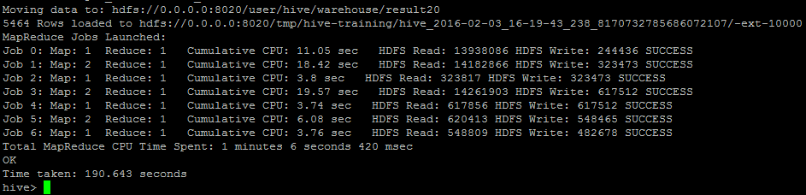 Moving data to: hdfs://0.0.0.0:8020/user/hive/warehouse/result20
5464 Rows loaded to hdfs://0.0.0.0:8020/tmp/hive-training/hive_2016-02-03_16-19-43_238_8170732785686072107/-ext-10000
MapReduce Jobs Launched:
Job 0: Map: 1  Reduce: 1   Cumulative CPU: 11.05 sec   HDFS Read: 13938086 HDFS Write: 244436 SUCCESS
Job 1: Map: 2  Reduce: 1   Cumulative CPU: 18.42 sec   HDFS Read: 14182866 HDFS Write: 323473 SUCCESS
Job 2: Map: 1  Reduce: 1   Cumulative CPU: 3.8 sec   HDFS Read: 323817 HDFS Write: 323473 SUCCESS
Job 3: Map: 2  Reduce: 1   Cumulative CPU: 19.57 sec   HDFS Read: 14261903 HDFS Write: 617512 SUCCESS
Job 4: Map: 1  Reduce: 1   Cumulative CPU: 3.74 sec   HDFS Read: 617856 HDFS Write: 617512 SUCCESS
Job 5: Map: 2  Reduce: 1   Cumulative CPU: 6.08 sec   HDFS Read: 620413 HDFS Write: 548465 SUCCESS
Job 6: Map: 1  Reduce: 1   Cumulative CPU: 3.76 sec   HDFS Read: 548809 HDFS Write: 482678 SUCCESS
Total MapReduce CPU Time Spent: 1 minutes 6 seconds 420 msec
OK
Time taken: 190.643 seconds
hive>